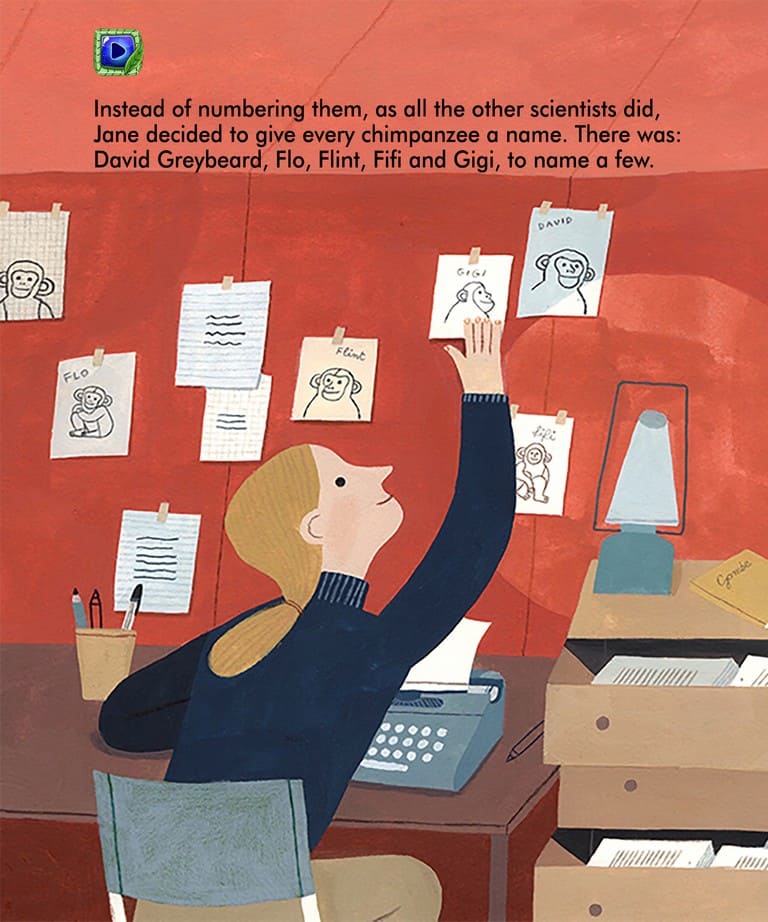 Instead of numbering them, as all the other scientists did,
Jane decided to give every chimpanzee a name. There was:
David Greybeard, Flo, Flint, Fifi and Gigi, to name a few.
DAVID
GIGI
Flint
FLO
fifi
Gombe